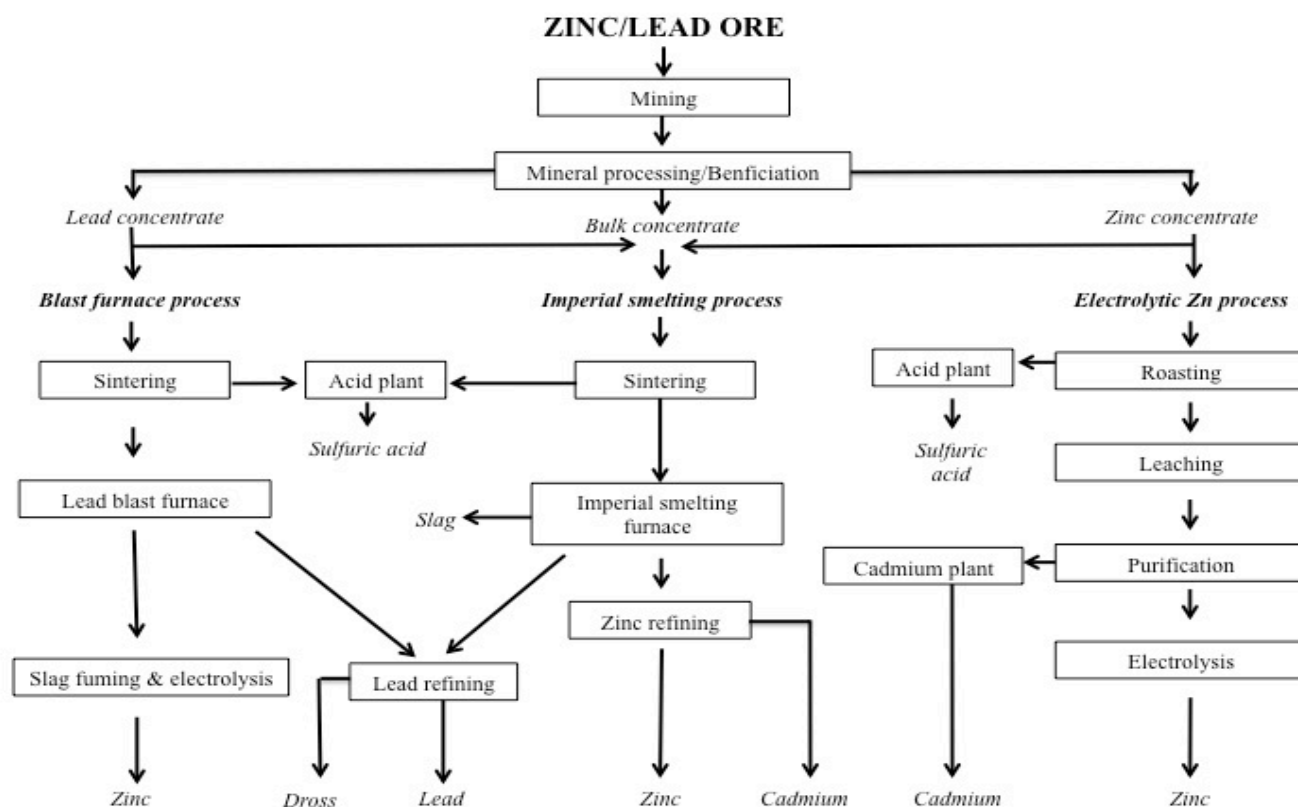 ZINC/LEAD ORE
Mining
Mineral processing/Benficiation
Lead concentrate
Bulk concentrate
Zinc concentrate
Blast furnace process
Imperial smelting process
Electrolytic Zn process
Sintering
Acid plant
Sintering
Acid plant
Roasting
Sulfuric acid
Sulfuric
acid
Leaching
Lead blast furnace
Slag
Imperial smelting
furnace
Cadmium plant
Purification
Zinc refining
Slag fuming & electrolysis
Lead refining
Electrolysis
Zinc
Dross
Lead
Zinc
Cadmium
Cadmium
Zinc